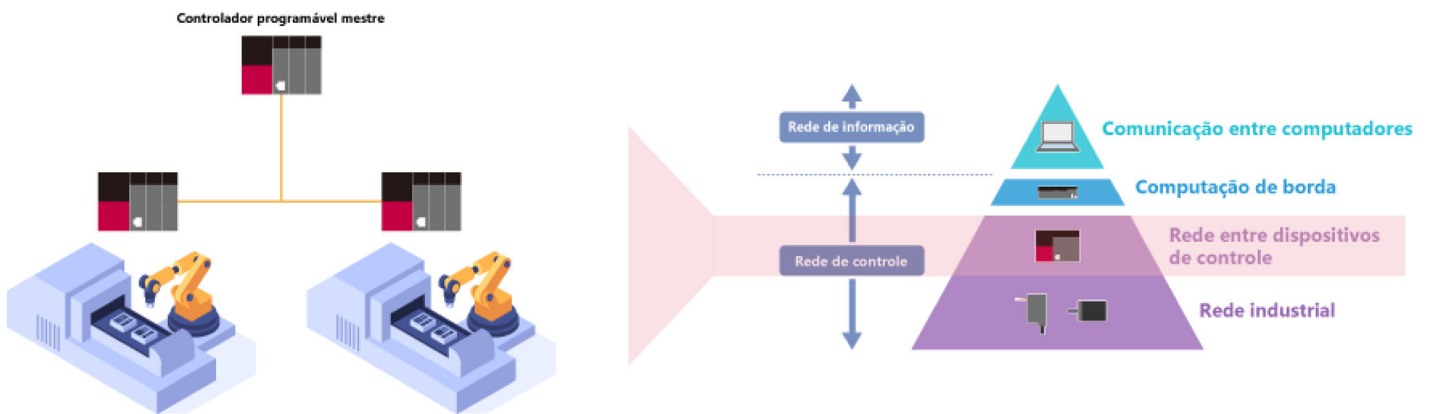 Controlador programável mestre
Rede de informação
Comunicação entre computadores
Computação de borda
Rede entre dispositivos
de controle
Rede de controle
Rede industrial